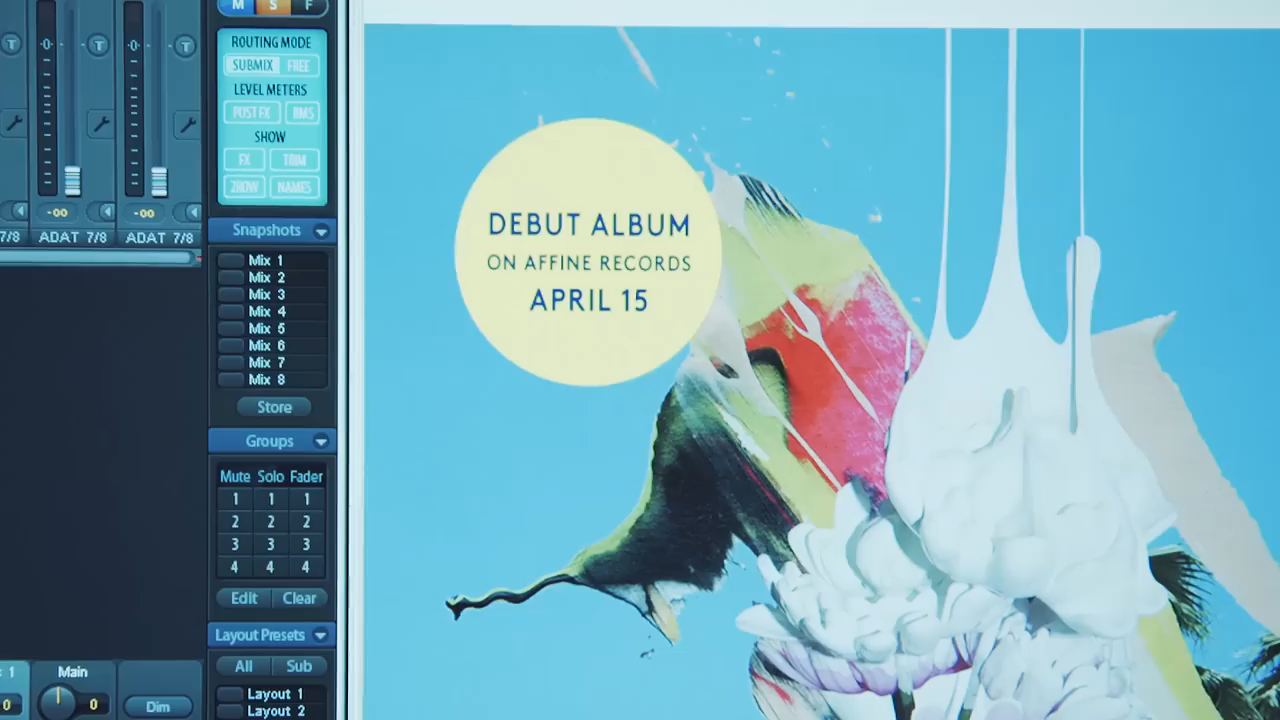 M S F
T T T
-0- -0-
ROUTING MODE
SUBMIX FREE
LEVEL METERS
POST FX RMS
SHOW
FX TRIM
2ROW NAMES
-oo -oo
7/8 ADAT 7/8 ADAT 7/8
Snapshots
Mix 1
Mix 2
Mix 3
Mix 4
Mix 5
Mix 6
Mix 7
Mix 8
Store
Groups
Mute Solo Fader
1 1 1
2 2 2
3 3 3
4 4 4
Edit Clear
Layout Presets
All Sub
Layout 1
Layout 2
1 Main
0 0 Dim
DEBUT ALBUM
ON AFFINE RECORDS
APRIL 15